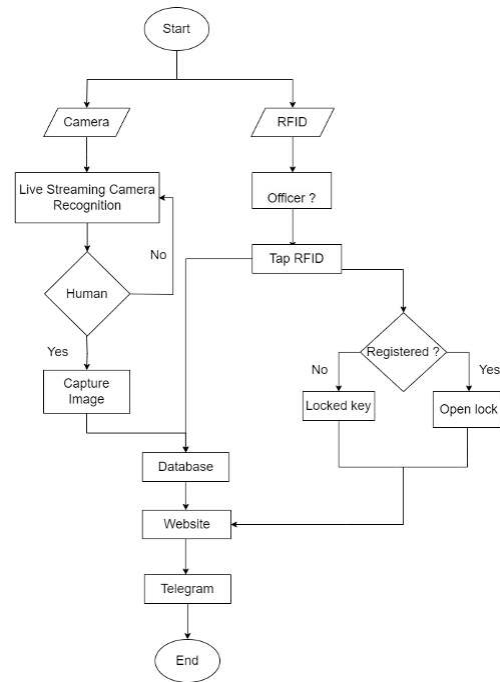 Start
Camera
RFID
Live Streaming Camera
Recognition
Officer ?
No
Tap RFID
Human
Registered ?
Yes
No
Yes
Capture
Image
Locked key
Open lock
Database
Website
Telegram
End